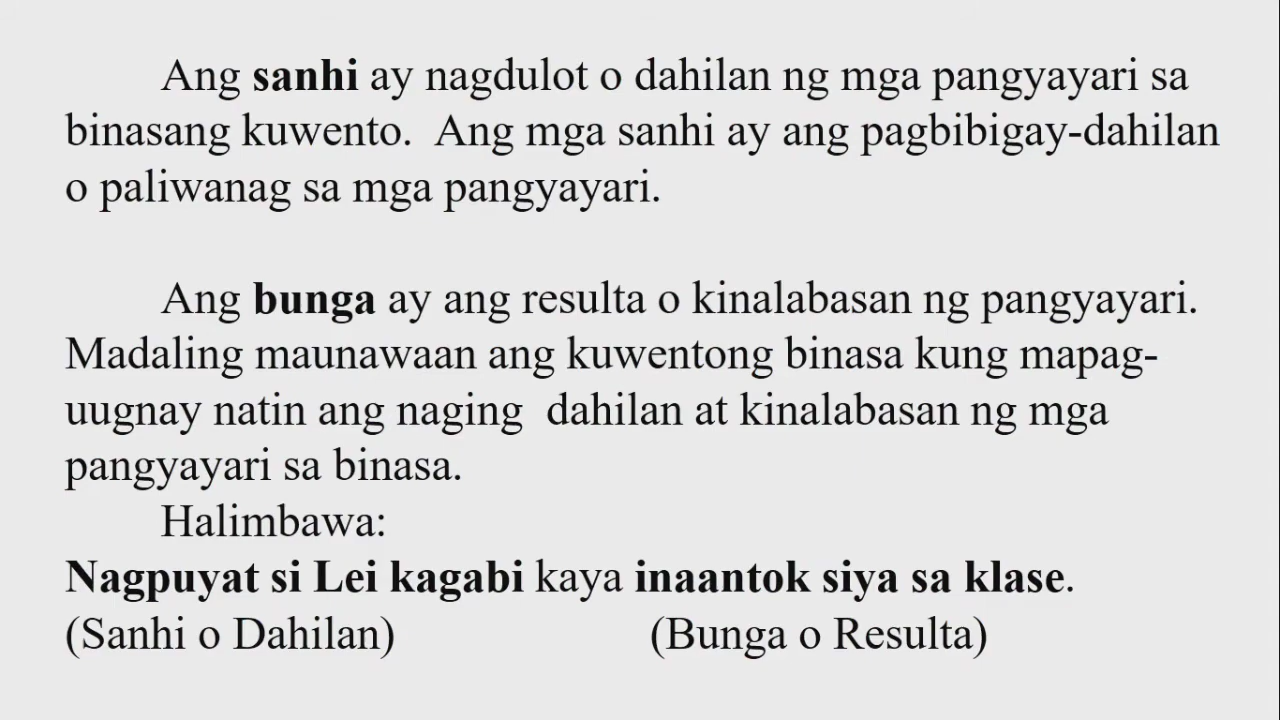 Ang sanhi ay nagdulot o dahilan ng mga pangyayari sa
binasang kuwento.  Ang mga sanhi ay ang pagbibigay-dahilan
o paliwanag sa mga pangyayari.
Ang bunga ay ang resulta o kinalabasan ng pangyayari.
Madaling maunawaan ang kuwentong binasa kung mapag-
uugnay natin ang naging  dahilan at kinalabasan ng mga
pangyayari sa binasa.
Halimbawa:
Nagpuyat si Lei kagabi kaya inaantok siya sa klase.
(Sanhi o Dahilan) (Bunga o Resulta)